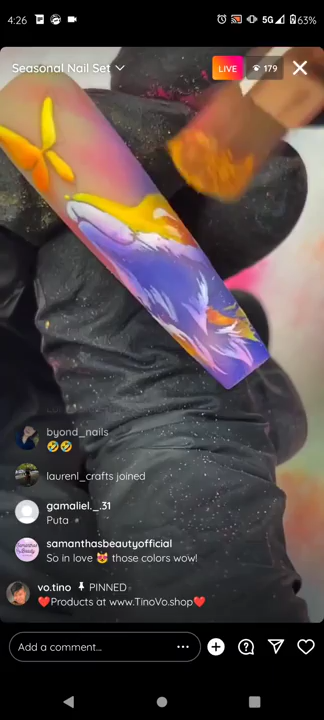 4:26
5G
63%
Seasonal Nail Set
LIVE
179
byond_nails
🤣🤣
laurenl_crafts joined
gamaliel._.31
Puta
samanthasbeautyofficial
So in love 😻 those colors wow!
vo.tino 📌 PINNED
❤️Products at www.TinoVo.shop❤️
Add a comment…